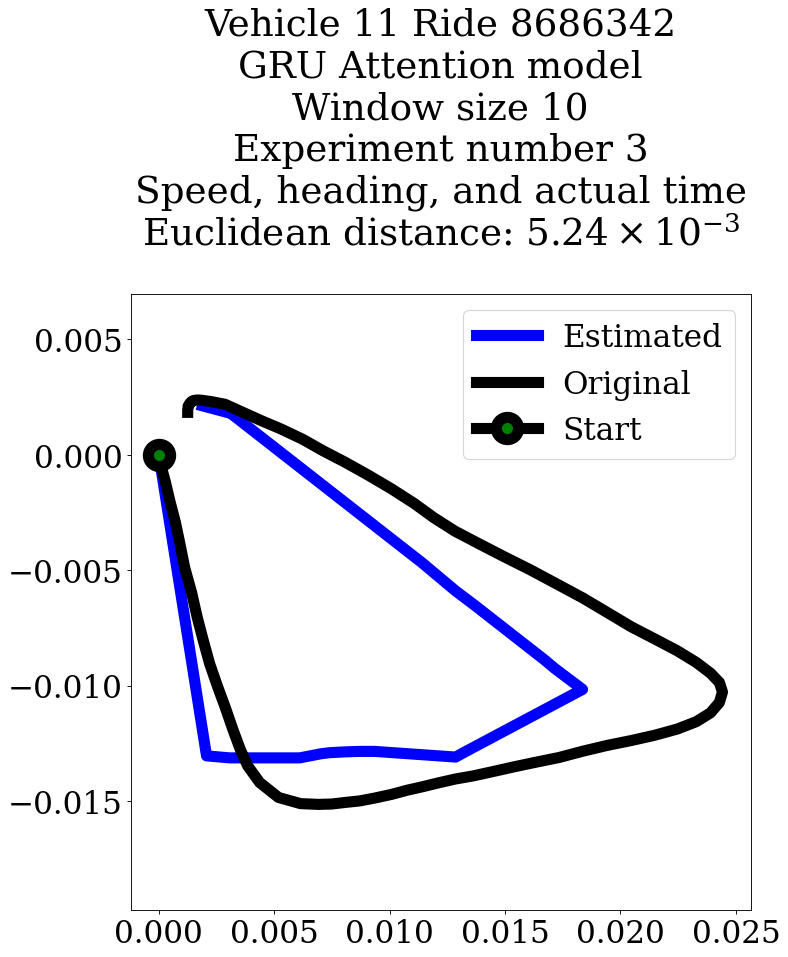 Vehicle 11 Ride 8686342
GRU Attention model
Window size 10
Experiment number 3
Speed, heading, and actual time
Euclidean distance: 5.24 × 10⁻³
Estimated
Original
Start
0.005
0.000
−0.005
−0.010
−0.015
0.000 0.005 0.010 0.015 0.020 0.025